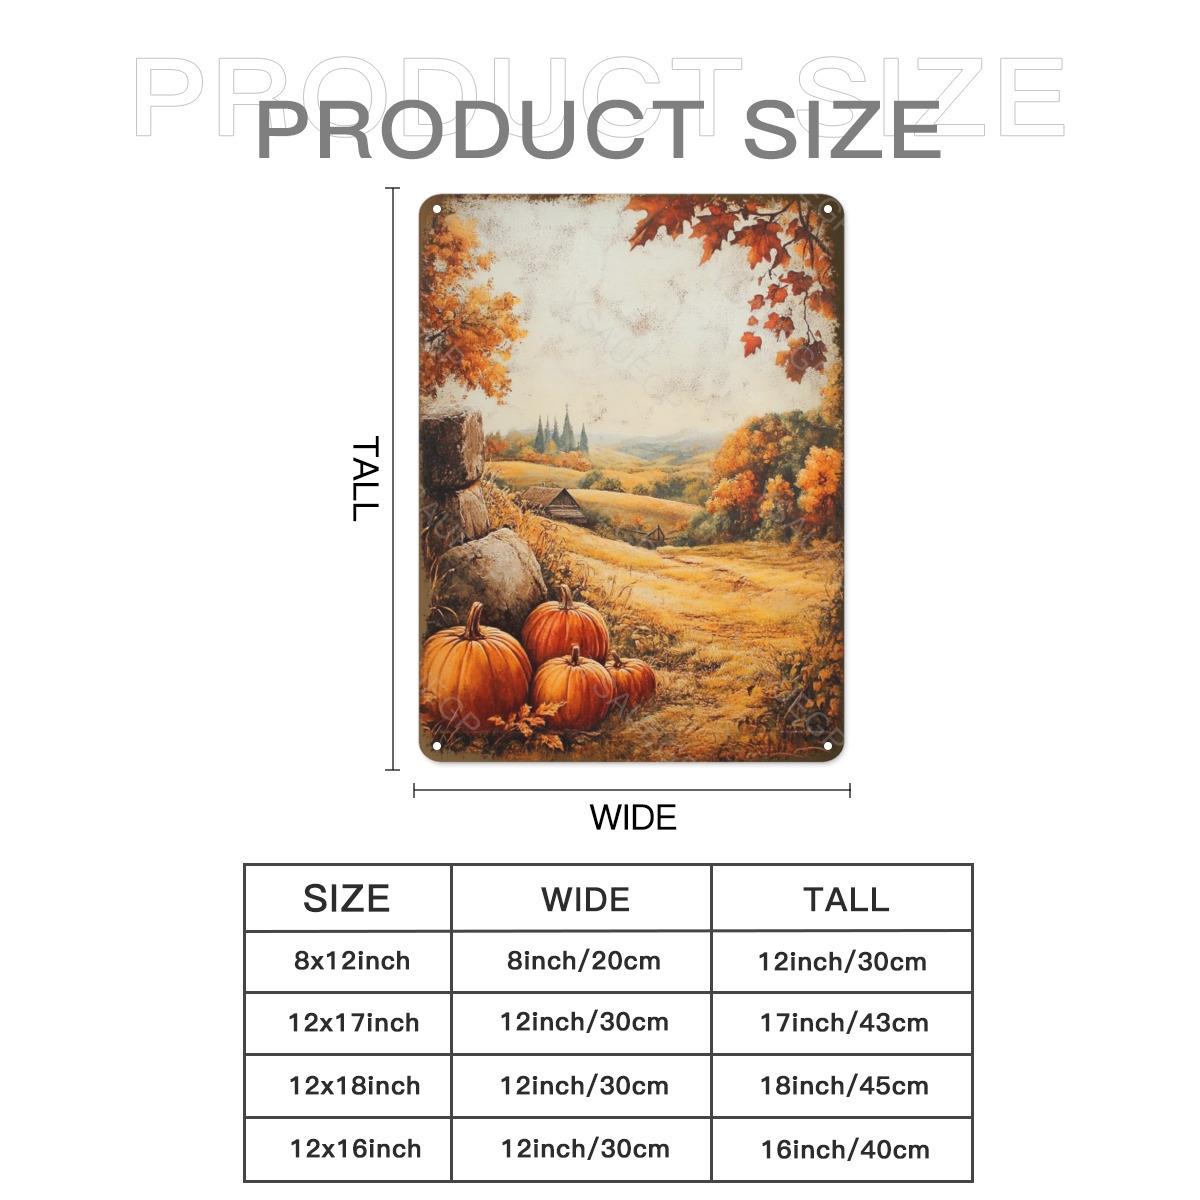 PRODUCT SIZE
PRODUCT SIZE
TALL
WIDE
SIZE WIDE TALL
8x12inch 8inch/20cm 12inch/30cm
12x17inch 12inch/30cm 17inch/43cm
12x18inch 12inch/30cm 18inch/45cm
12x16inch 12inch/30cm 16inch/40cm